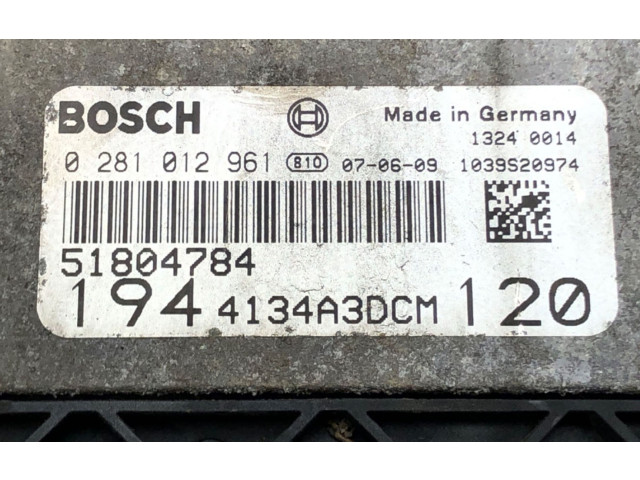 BOSCH Made in Germany
1324 0014
0 281 012 961 810 07-06-09 1039S20974
51804784
194 4134A3DCM 120